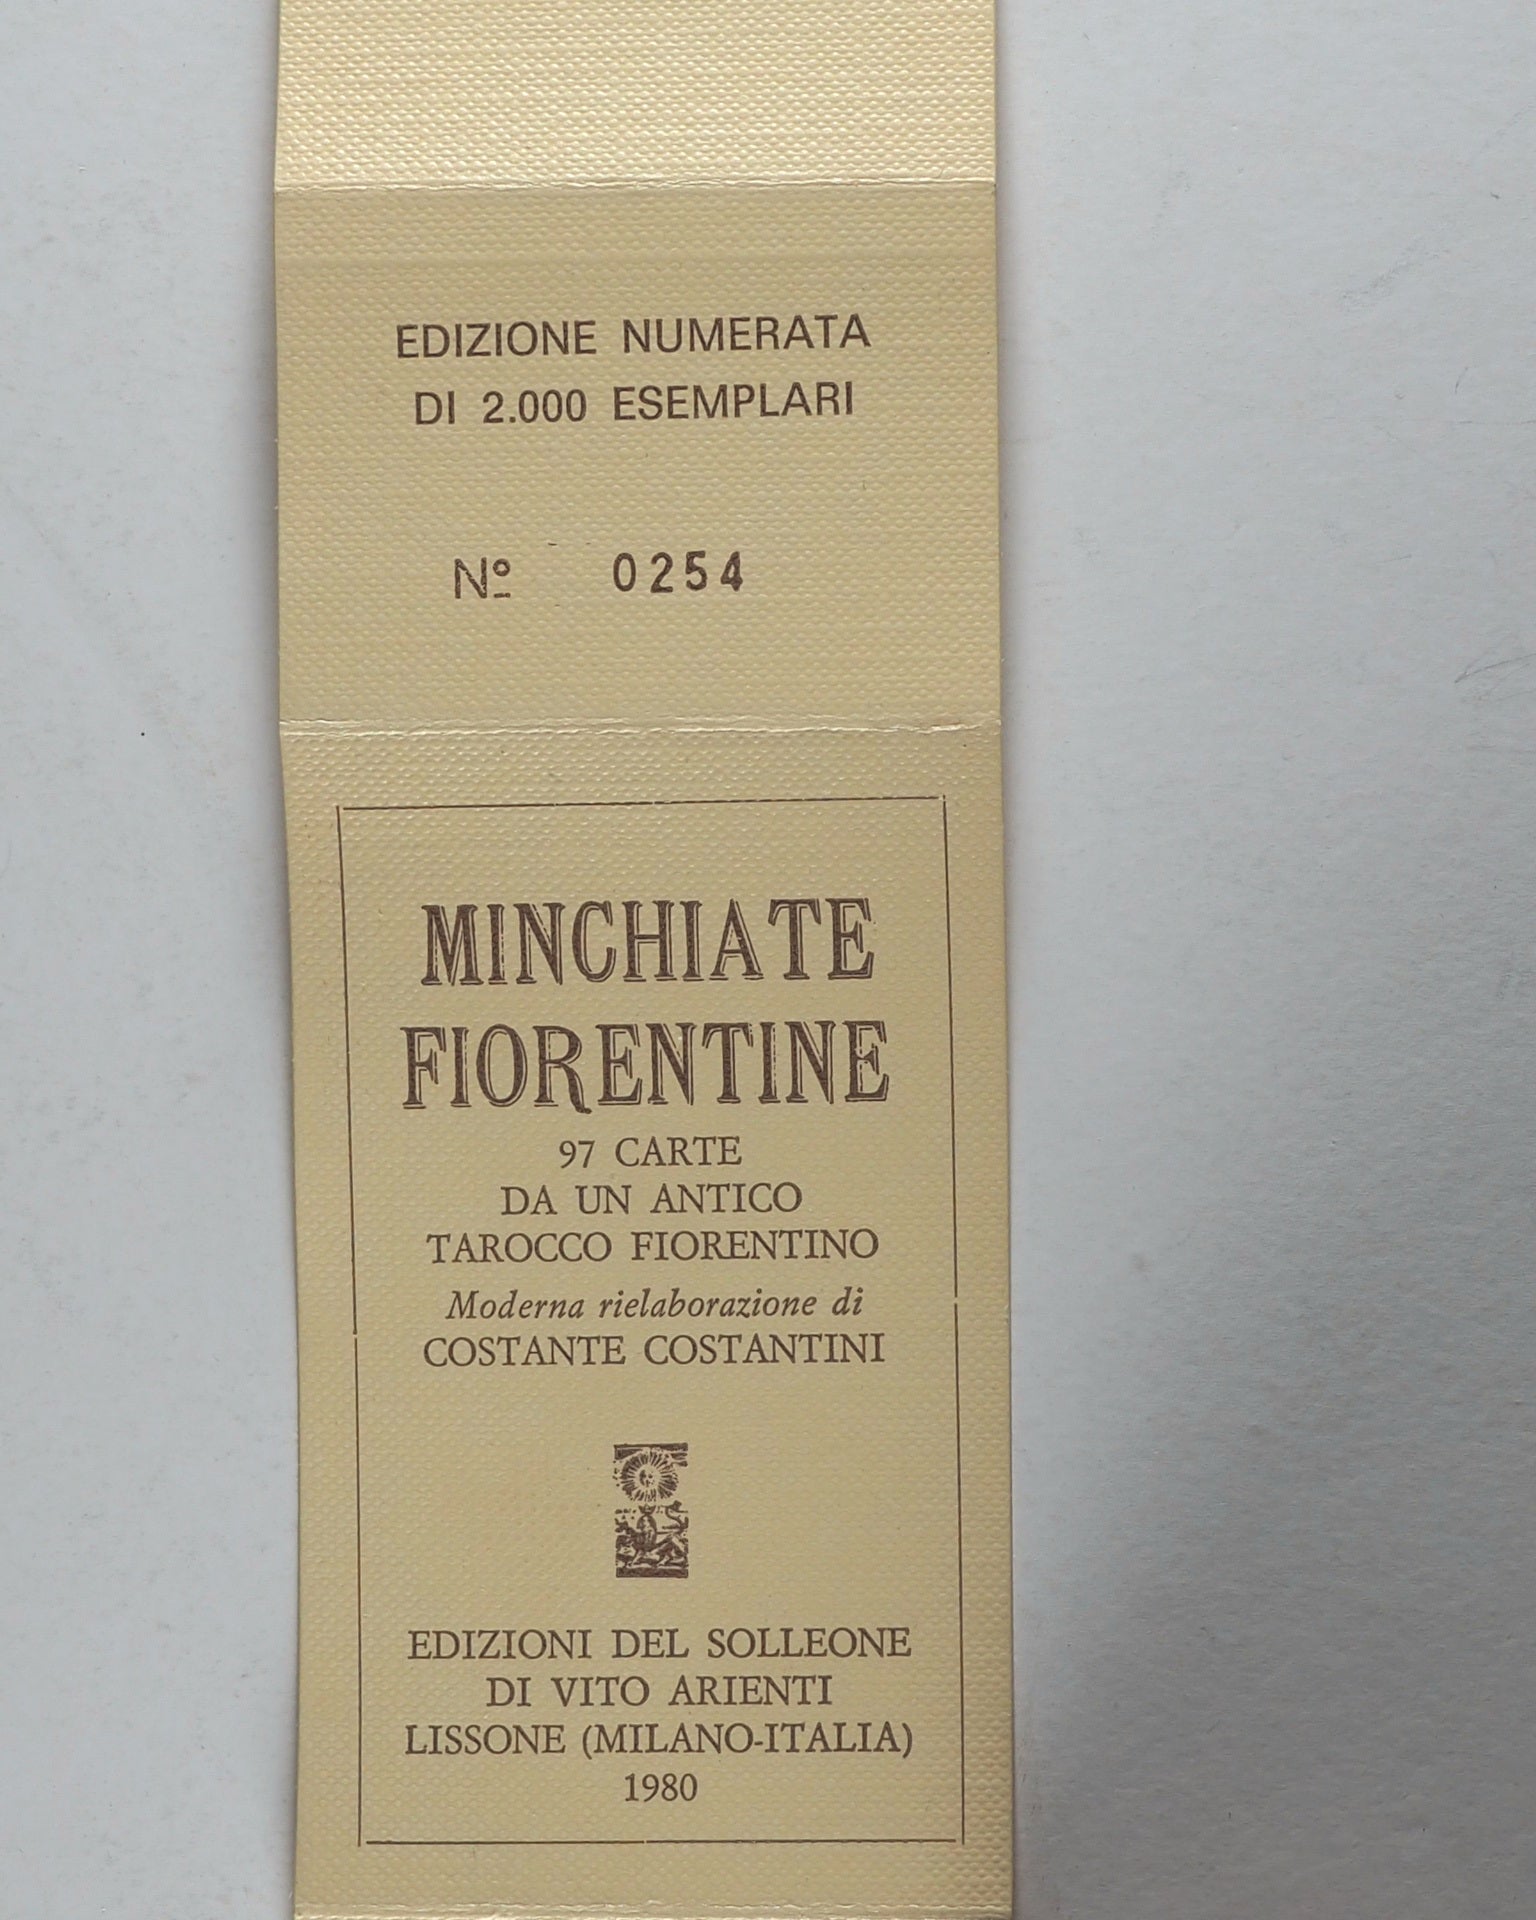 EDIZIONE NUMERATA
DI 2.000 ESEMPLARI
Nº 0254
MINCHIATE
FIORENTINE
97 CARTE
DA UN ANTICO
TAROCCO FIORENTINO
Moderna rielaborazione di
COSTANTE COSTANTINI
EDIZIONI DEL SOLLEONE
DI VITO ARIENTI
LISSONE (MILANO-ITALIA)
1980